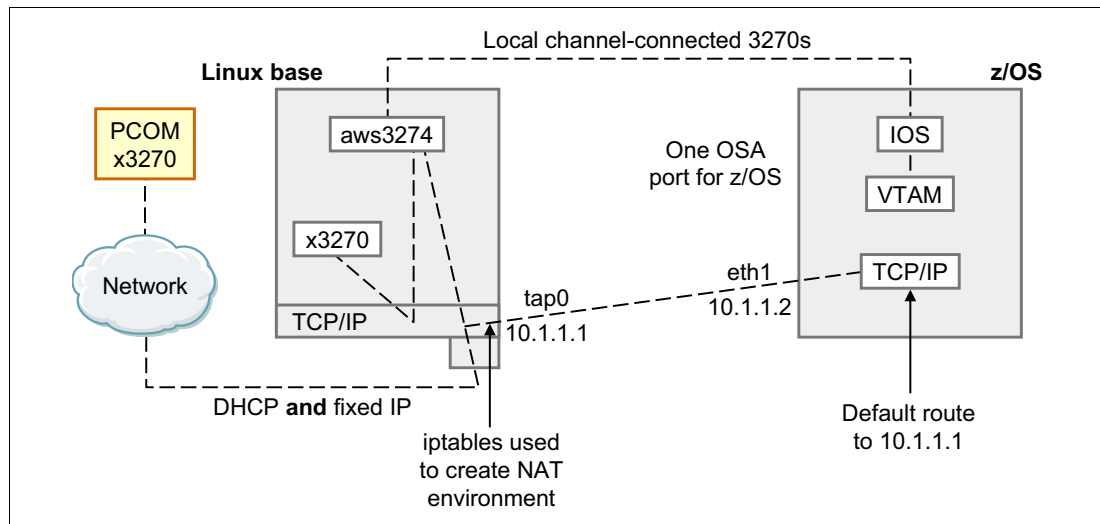 Local channel-connected 3270s
Linux base
z/OS
PCOM
x3270
aws3274
IOS
One OSA
port for z/OS
VTAM
x3270
Network
TCP/IP
eth1
tap0
TCP/IP
10.1.1.1
10.1.1.2
DHCP and fixed IP
iptables used
to create NAT
environment
Default route
to 10.1.1.1